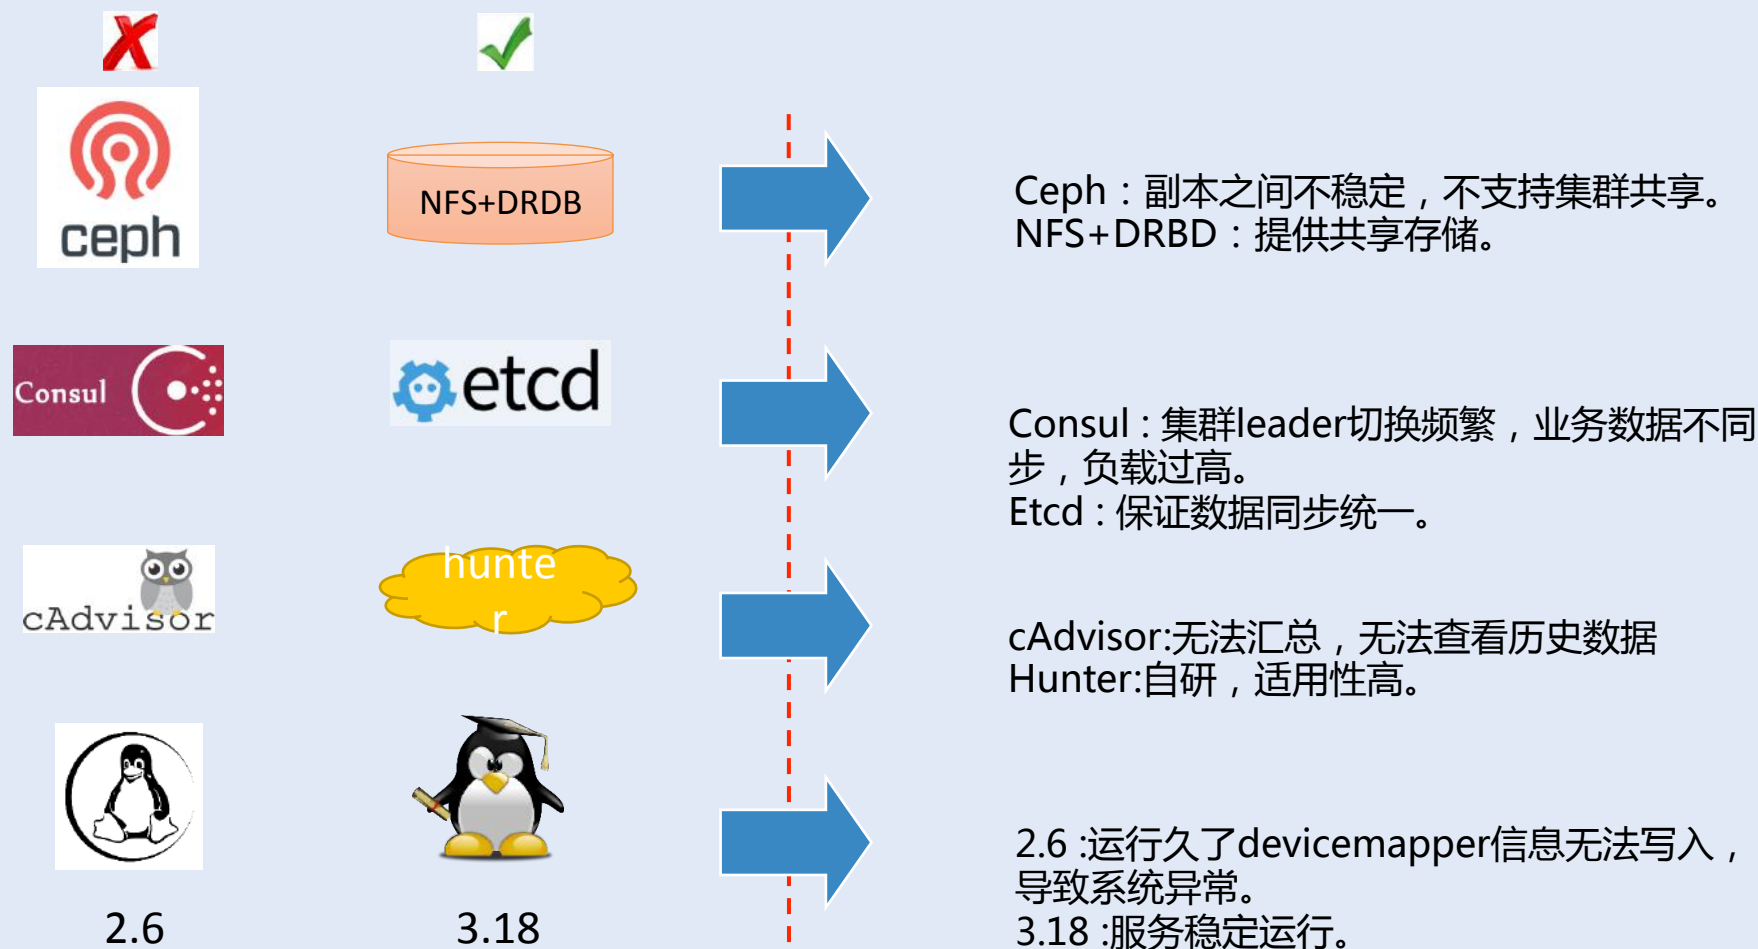 ceph
NFS+DRDB
Ceph：副本之间不稳定，不支持集群共享。
NFS+DRBD：提供共享存储。
Consul
etcd
Consul：集群leader切换频繁，业务数据不同
步，负载过高。
Etcd：保证数据同步统一。
cAdvisor
hunte
r
cAdvisor:无法汇总，无法查看历史数据
Hunter:自研，适用性高。
2.6
3.18
2.6 :运行久了devicemapper信息无法写入，
导致系统异常。
3.18 :服务稳定运行。